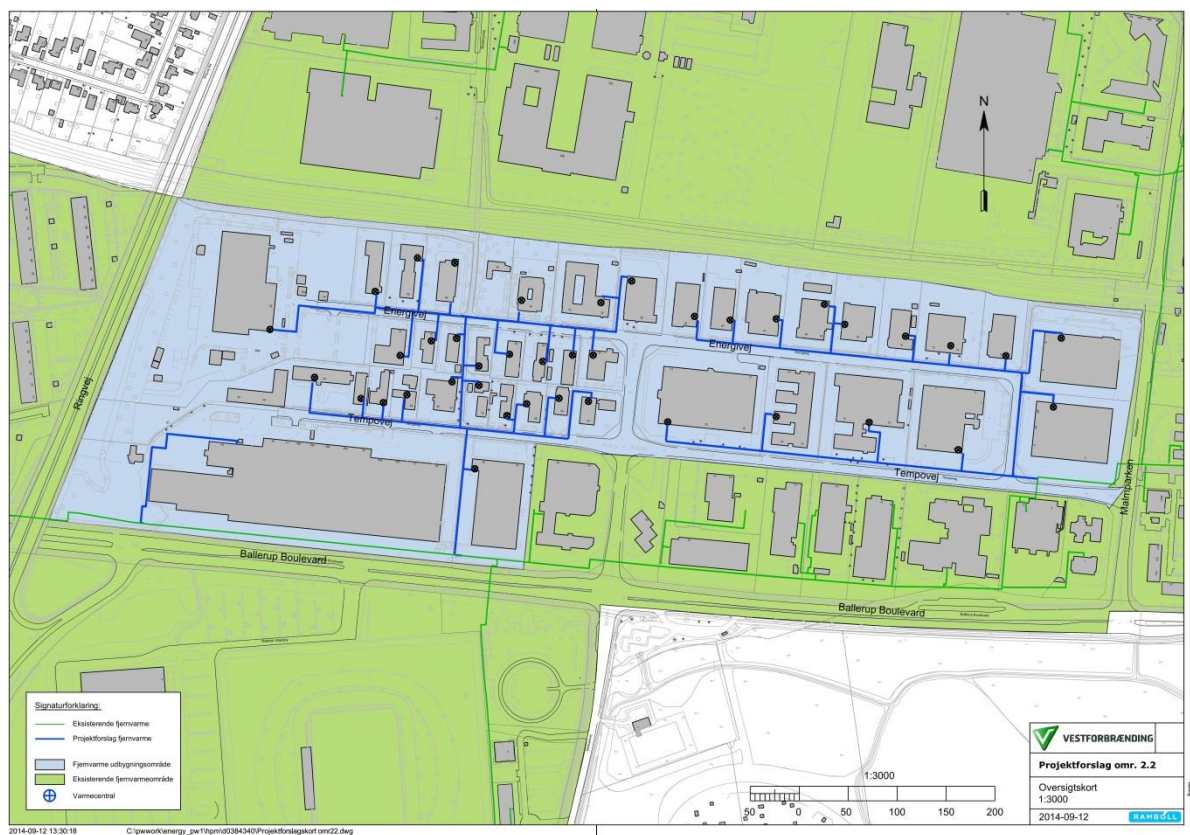 N
Energivej
Energivej
Ringvej
Tempovej
Tempovej
Malmparken
Ballerup Boulevard
Ballerup Boulevard
Signaturforklaring:
Eksisterende fjernvarme
Projektforslag fjernvarme
Fjernvarme udbygningsområde
Eksisterende fjernvarmeområde
Varmecentral
1:3000
50 0 50 100 150 200
VESTFORBRÆNDING
Projektforslag omr. 2.2
Oversigtskort
1:3000
2014-09-12
RAMBOLL
2014-09-12 13:30:18 C:\pwwork\energy_pw1\hpm\d0384340\Projektforslagskort omr22.dwg